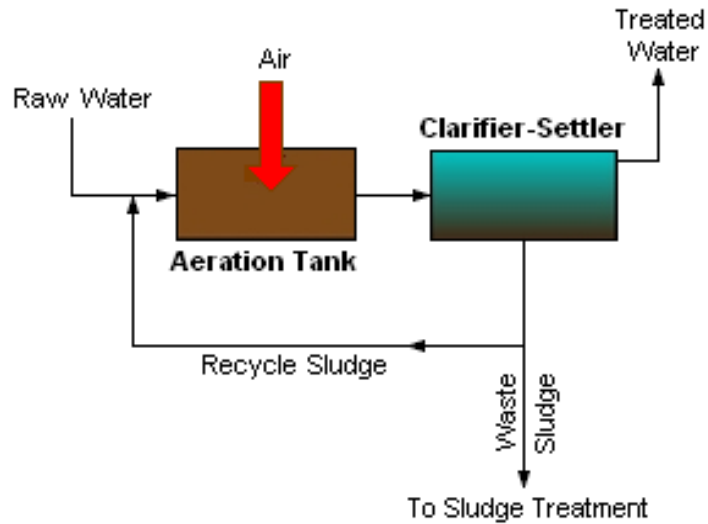 Treated
Water
Air
Raw Water
Clarifier-Settler
Aeration Tank
Recycle Sludge
Waste
Sludge
To Sludge Treatment